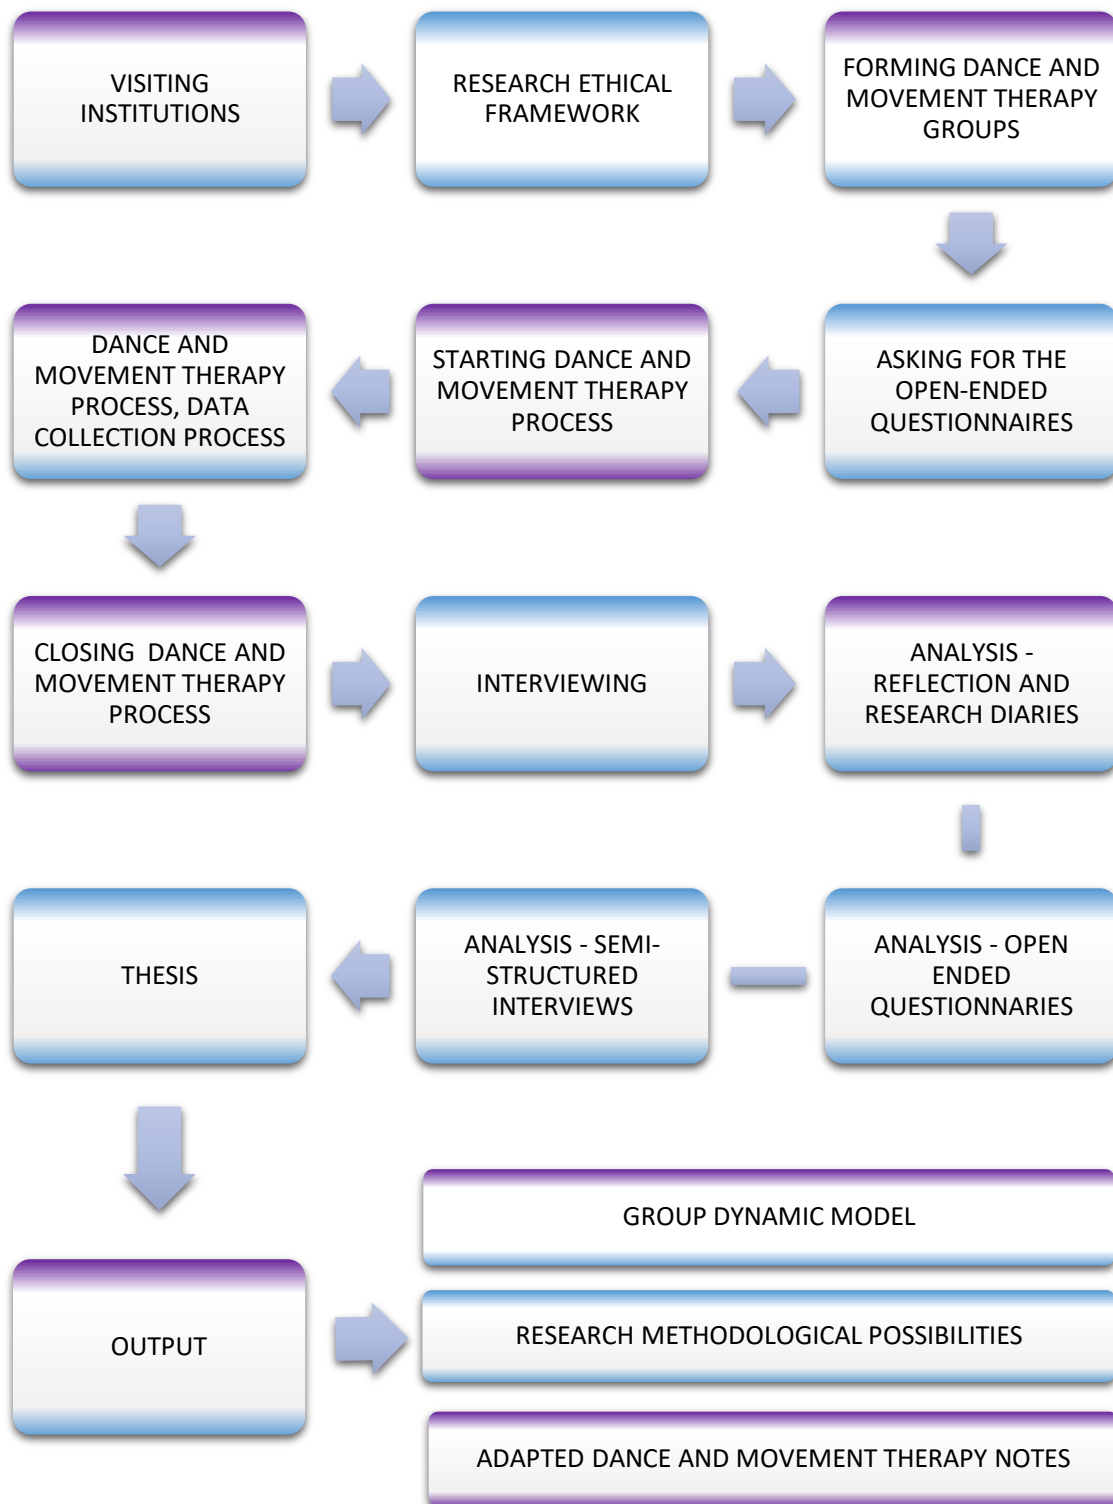 VISITING
INSTITUTIONS
RESEARCH ETHICAL
FRAMEWORK
FORMING DANCE AND
MOVEMENT THERAPY
GROUPS
ASKING FOR THE
OPEN-ENDED
QUESTIONNAIRES
STARTING DANCE AND
MOVEMENT THERAPY
PROCESS
DANCE AND
MOVEMENT THERAPY
PROCESS, DATA
COLLECTION PROCESS
CLOSING DANCE AND
MOVEMENT THERAPY
PROCESS
INTERVIEWING
ANALYSIS -
REFLECTION AND
RESEARCH DIARIES
ANALYSIS - OPEN
ENDED
QUESTIONNARIES
ANALYSIS - SEMI-
STRUCTURED
INTERVIEWS
THESIS
OUTPUT
GROUP DYNAMIC MODEL
RESEARCH METHODOLOGICAL POSSIBILITIES
ADAPTED DANCE AND MOVEMENT THERAPY NOTES